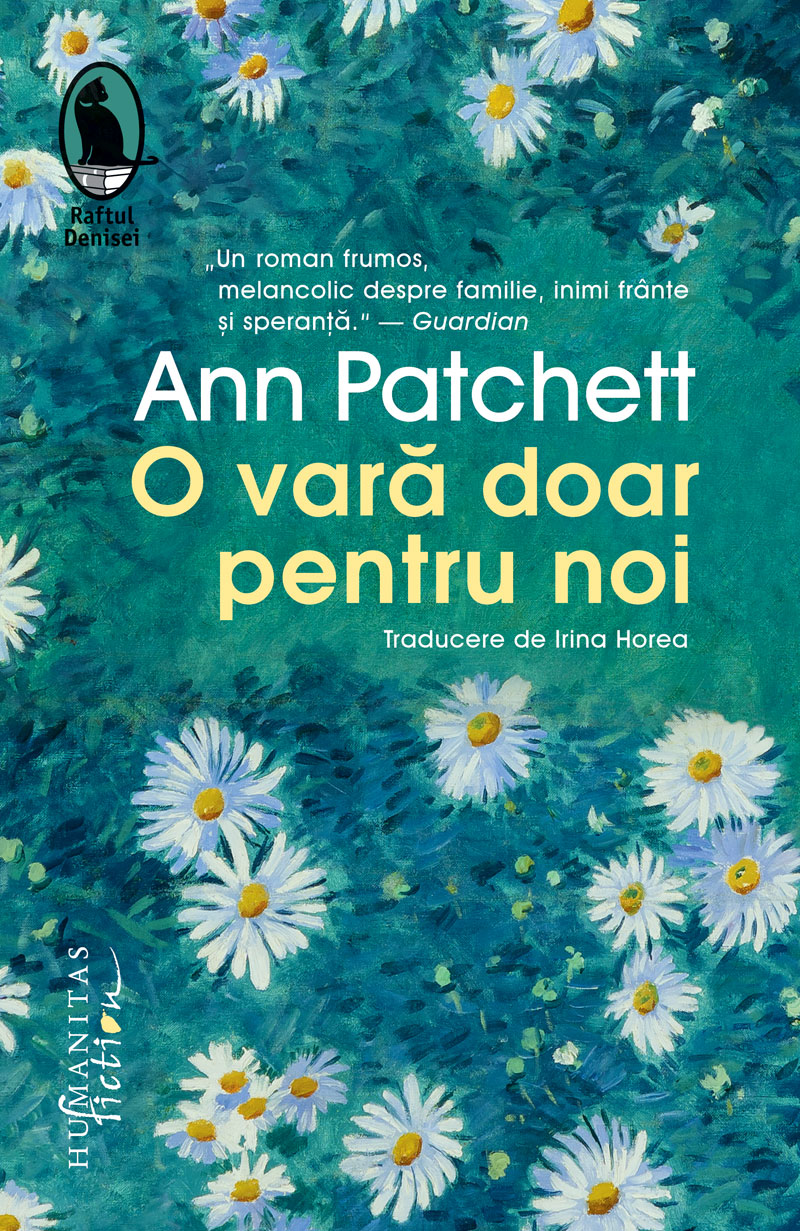 Raftul
Denisei
„Un roman frumos,
melancolic despre familie, inimi frânte
și speranță.“ — Guardian
Ann Patchett
O vară doar
pentru noi
Traducere de Irina Horea
HUMANITAS
fiction